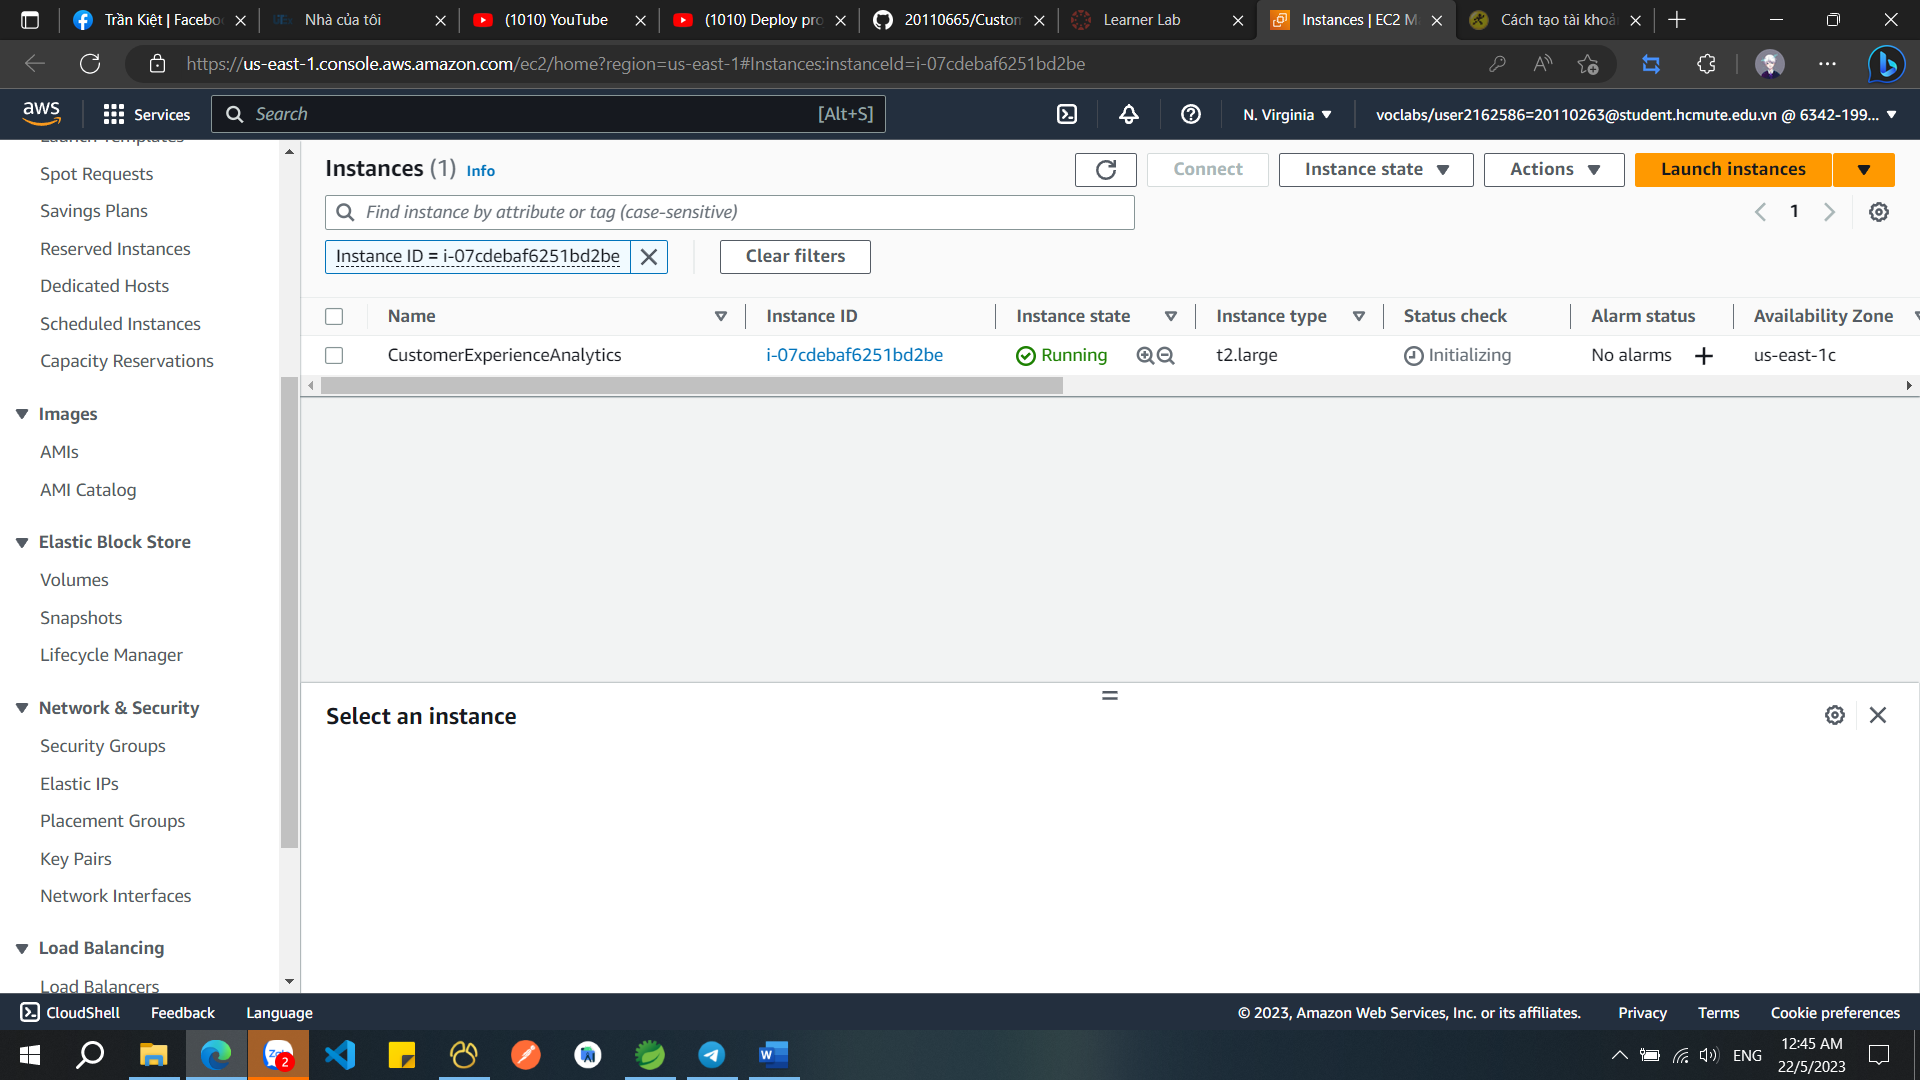 Trần Kiệt | Facebo
Nhà của tôi
(1010) YouTube
(1010) Deploy pro
20110665/Custom
Learner Lab
Instances | EC2 M
Cách tạo tài khoả
https://us-east-1.console.aws.amazon.com/ec2/home?region=us-east-1#Instances:instanceId=i-07cdebaf6251bd2be
aws
Services
Search
[Alt+S]
N. Virginia
voclabs/user2162586=20110263@student.hcmute.edu.vn @ 6342-199...
Launch Templates
Spot Requests
Savings Plans
Reserved Instances
Dedicated Hosts
Scheduled Instances
Capacity Reservations
Images
AMIs
AMI Catalog
Elastic Block Store
Volumes
Snapshots
Lifecycle Manager
Network & Security
Security Groups
Elastic IPs
Placement Groups
Key Pairs
Network Interfaces
Load Balancing
Load Balancers
Instances (1) Info
Connect
Instance state
Actions
Launch instances
Find instance by attribute or tag (case-sensitive)
1
Instance ID = i-07cdebaf6251bd2be
Clear filters
Name Instance ID Instance state Instance type Status check Alarm status Availability Zone
CustomerExperienceAnalytics i-07cdebaf6251bd2be Running t2.large Initializing No alarms us-east-1c
Select an instance
CloudShell
Feedback
Language
© 2023, Amazon Web Services, Inc. or its affiliates.
Privacy
Terms
Cookie preferences
2
ENG
12:45 AM
22/5/2023